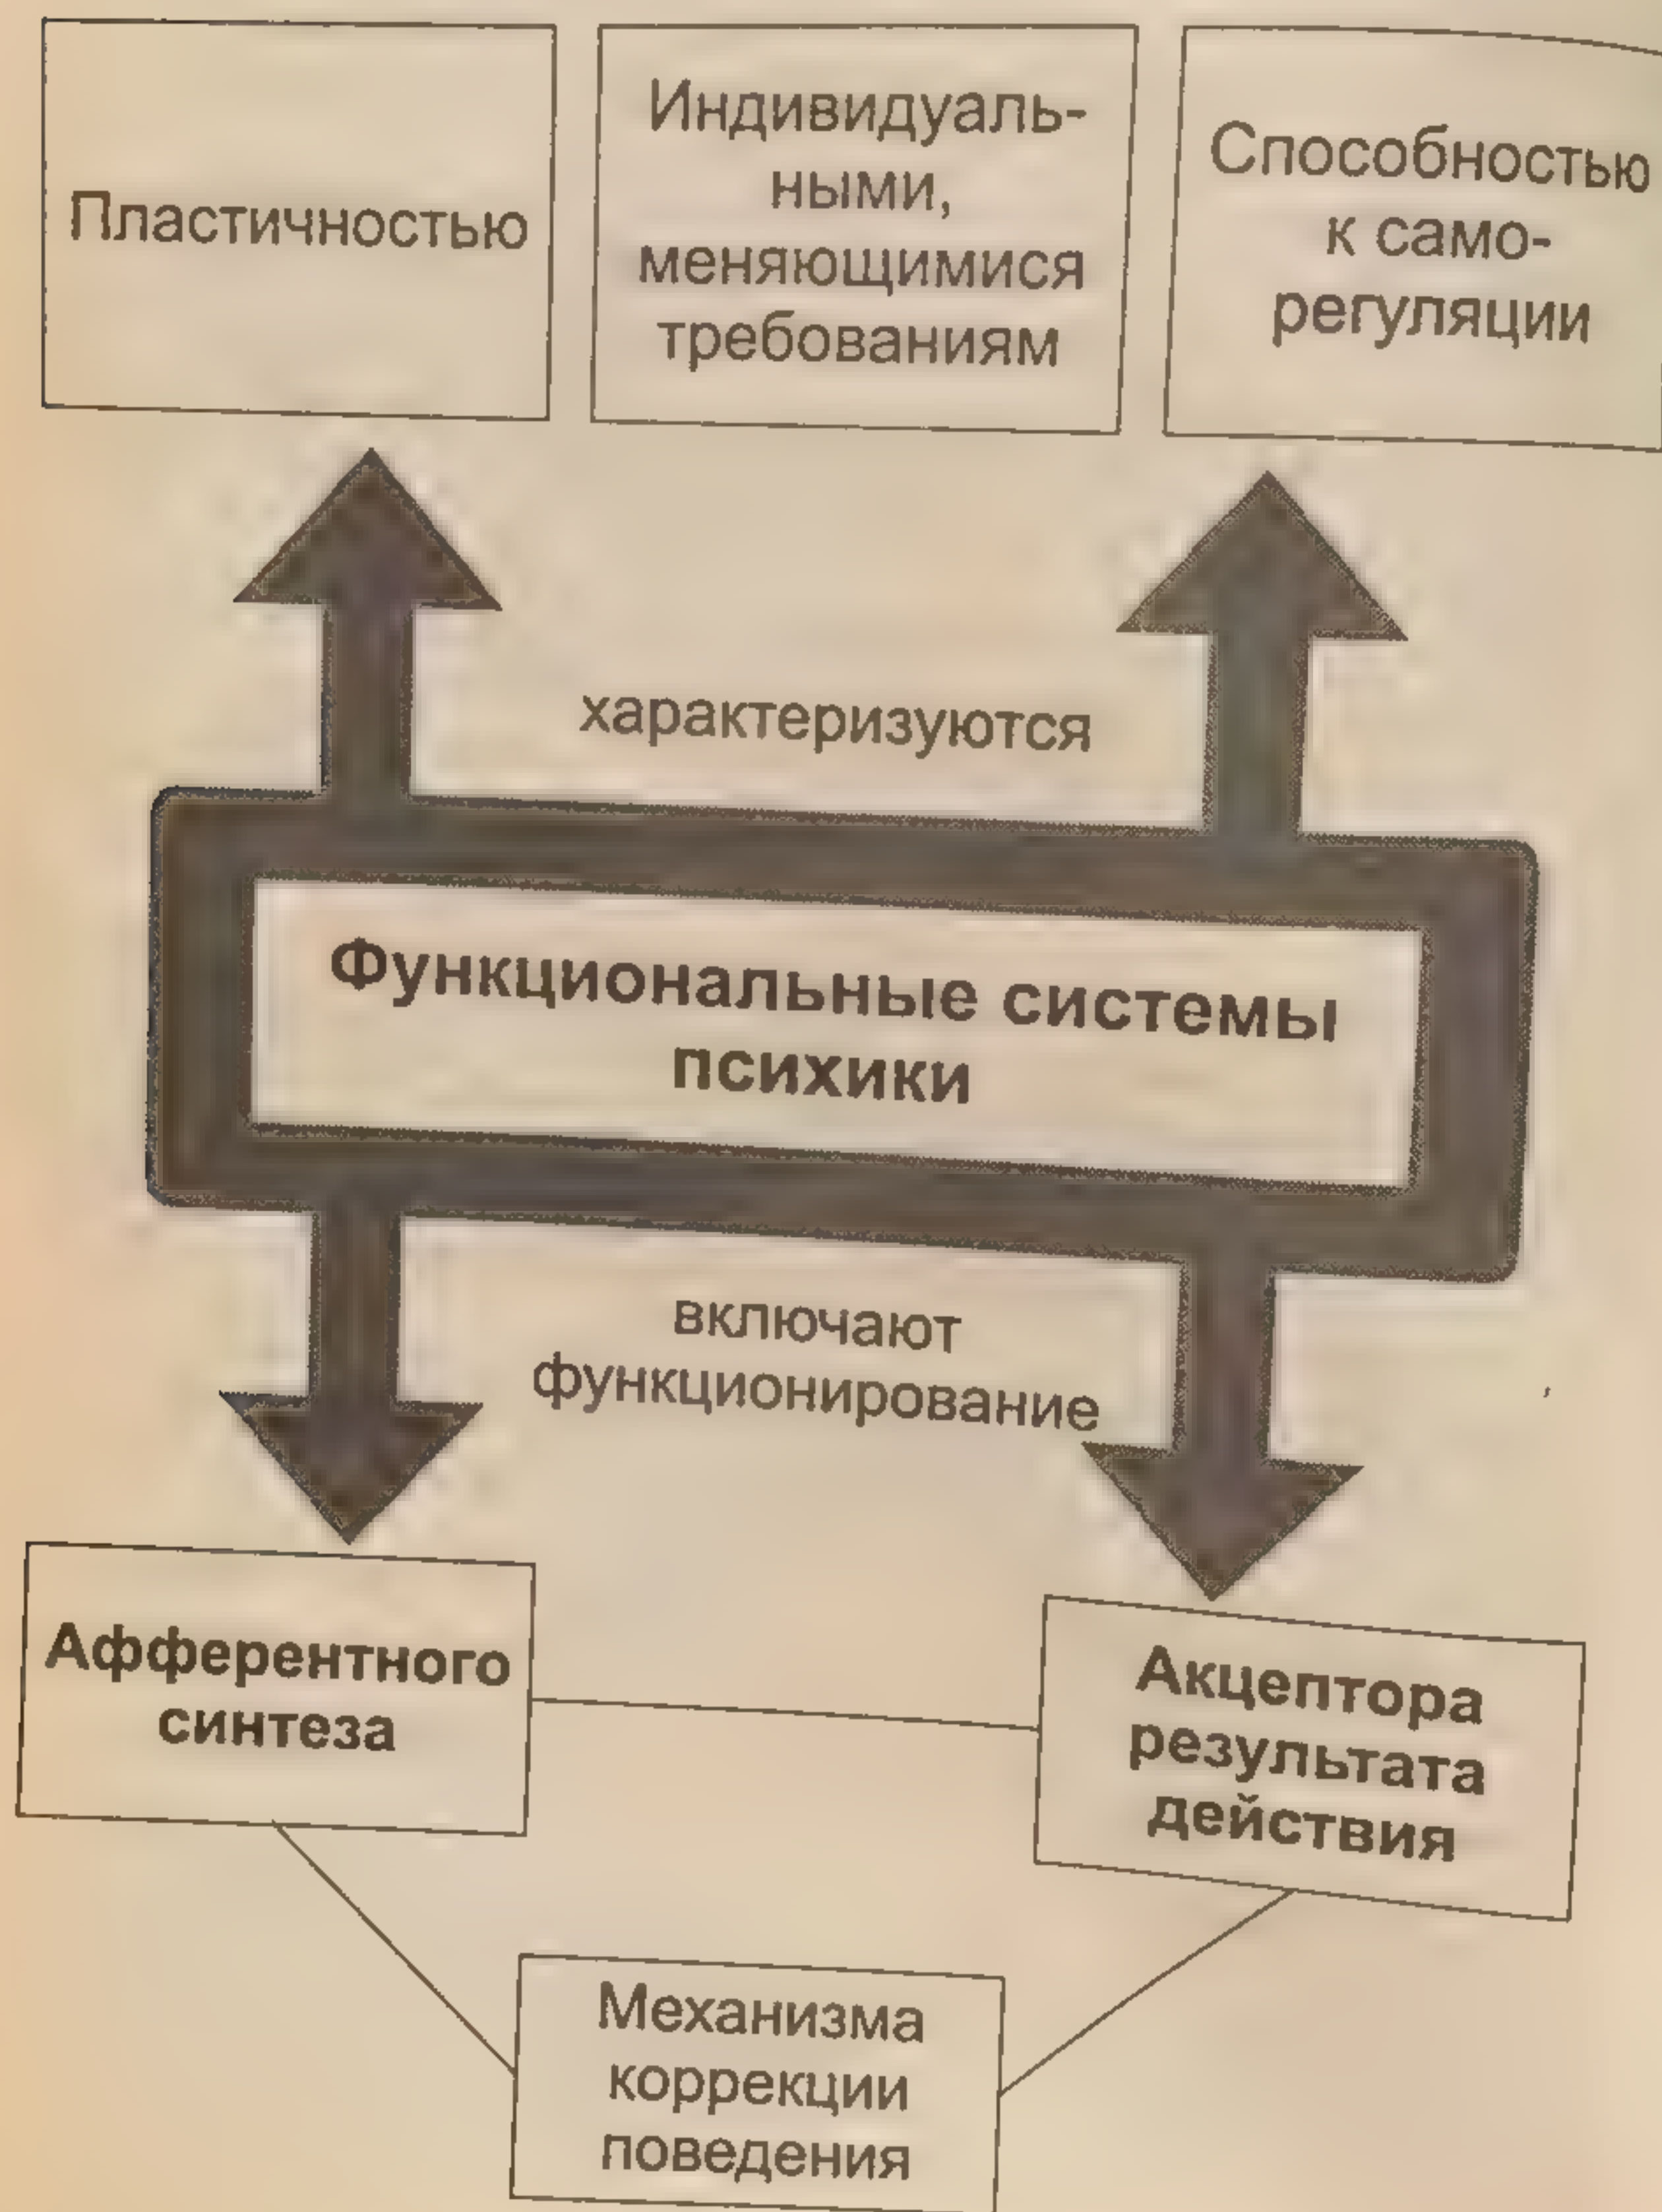 Пластичностью
Индивидуаль-
ными,
меняющимися
требованиям
Способностью
к само-
регуляции
характеризуются
Функциональные системы
психики
включают
функционирование
Афферентного
синтеза
Акцептора
результата
действия
Механизма
коррекции
поведения